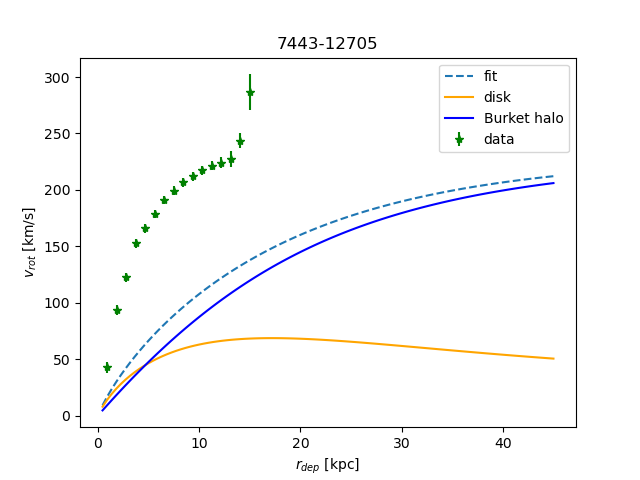 7443-12705
fit
disk
Burket halo
data
300
250
200
150
100
50
0
v_rot [km/s]
0 10 20 30 40
r_dep [kpc]